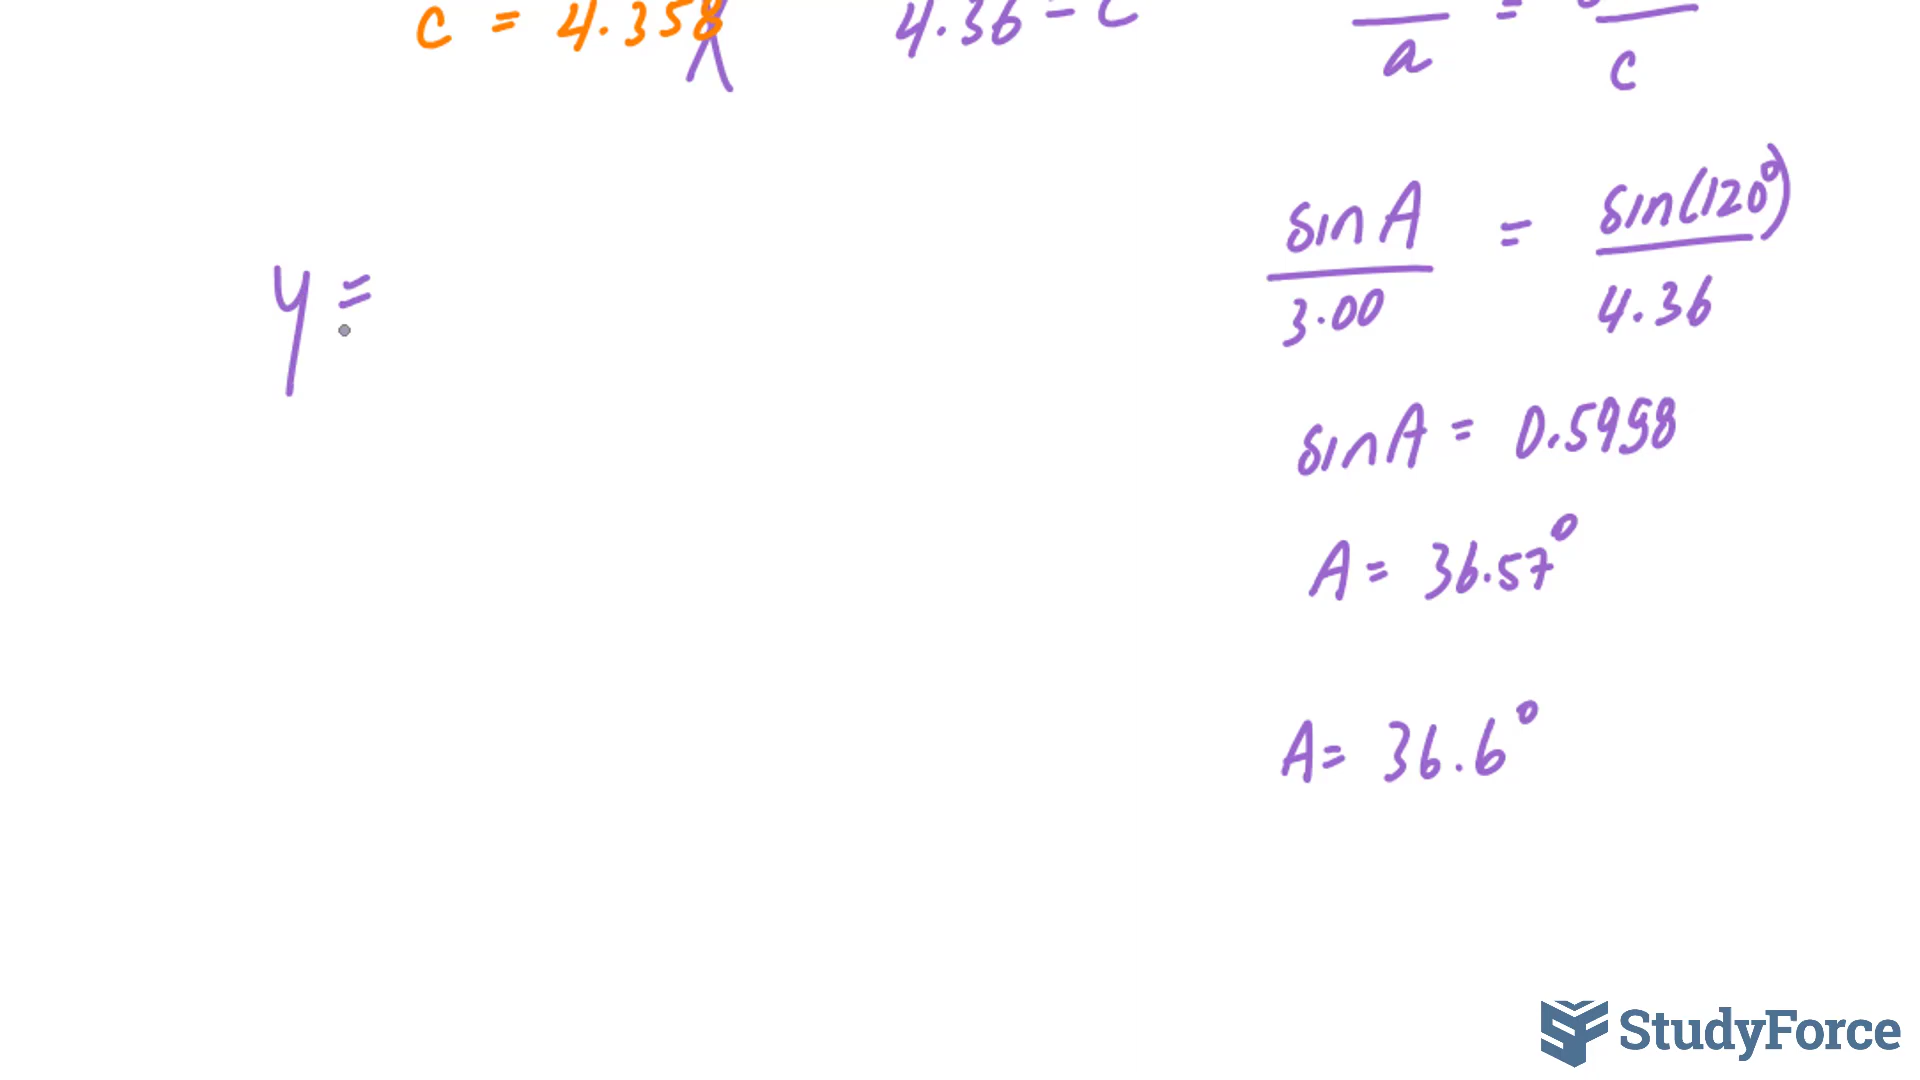 c = 4.358
4.36 = c
a = c
y =
sin A / 3.00 = sin(120°) / 4.36
sin A = 0.5958
A = 36.57°
A = 36.6°
StudyForce